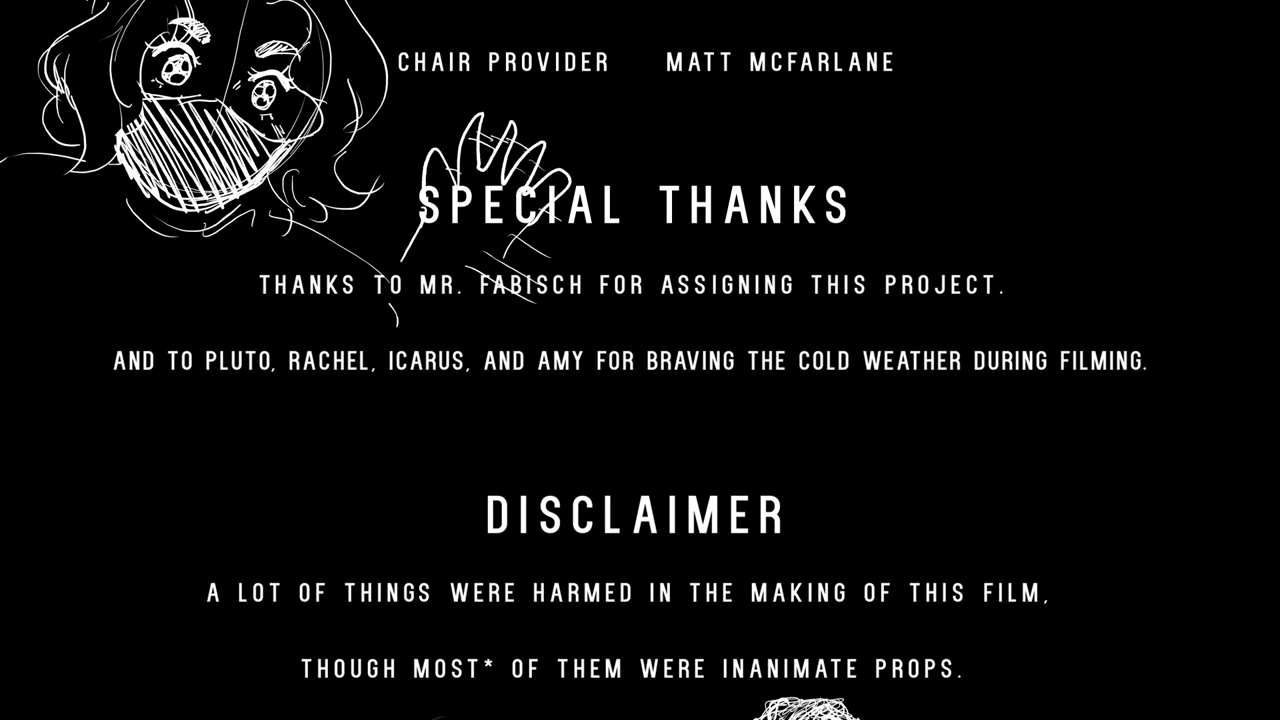 CHAIR PROVIDER MATT MCFARLANE
SPECIAL THANKS
THANKS TO MR. FABISCH FOR ASSIGNING THIS PROJECT.
AND TO PLUTO, RACHEL, ICARUS, AND AMY FOR BRAVING THE COLD WEATHER DURING FILMING.
DISCLAIMER
A LOT OF THINGS WERE HARMED IN THE MAKING OF THIS FILM,
THOUGH MOST* OF THEM WERE INANIMATE PROPS.